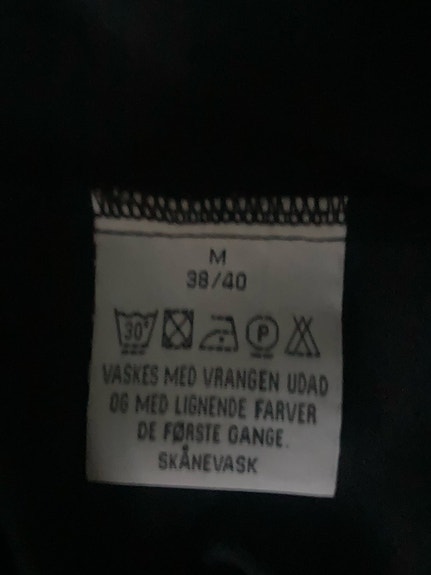 M
38/40
30°
P
VASKES MED VRANGEN UDAD
OG MED LIGNENDE FARVER
DE FØRSTE GANGE.
SKÅNEVASK